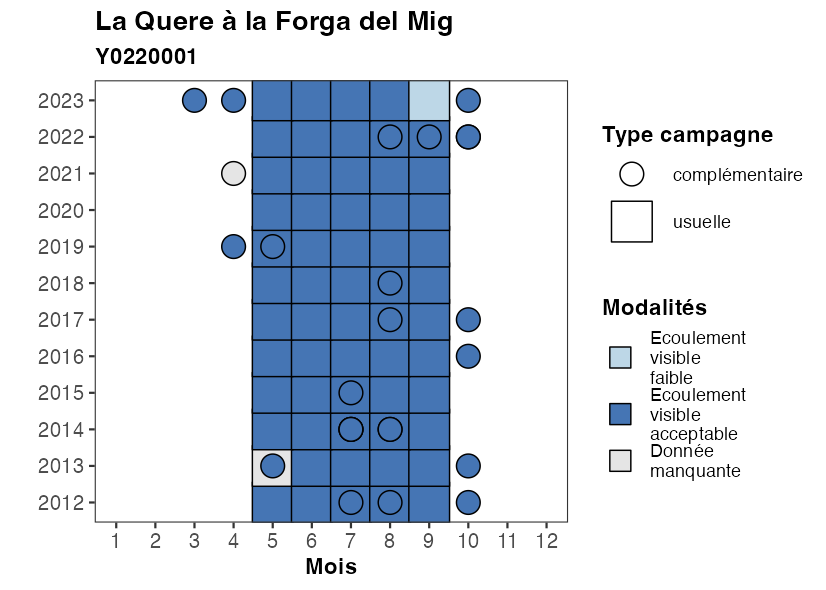 La Quere à la Forga del Mig
Y0220001
2023
2022
2021
2020
2019
2018
2017
2016
2015
2014
2013
2012
1 2 3 4 5 6 7 8 9 10 11 12
Mois
Type campagne
complémentaire
usuelle
Modalités
Ecoulement
visible
faible
Ecoulement
visible
acceptable
Donnée
manquante